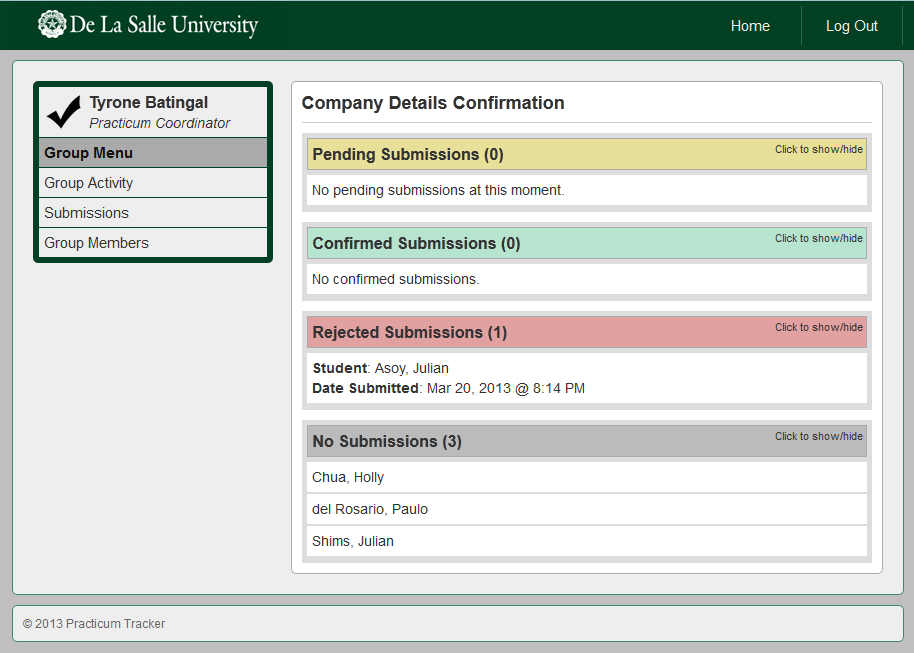 De La Salle University
Home
Log Out
Tyrone Batingal
Practicum Coordinator
Group Menu
Group Activity
Submissions
Group Members
Company Details Confirmation
Pending Submissions (0)
Click to show/hide
No pending submissions at this moment.
Confirmed Submissions (0)
Click to show/hide
No confirmed submissions.
Rejected Submissions (1)
Click to show/hide
Student: Asoy, Julian
Date Submitted: Mar 20, 2013 @ 8:14 PM
No Submissions (3)
Click to show/hide
Chua, Holly
del Rosario, Paulo
Shims, Julian
© 2013 Practicum Tracker